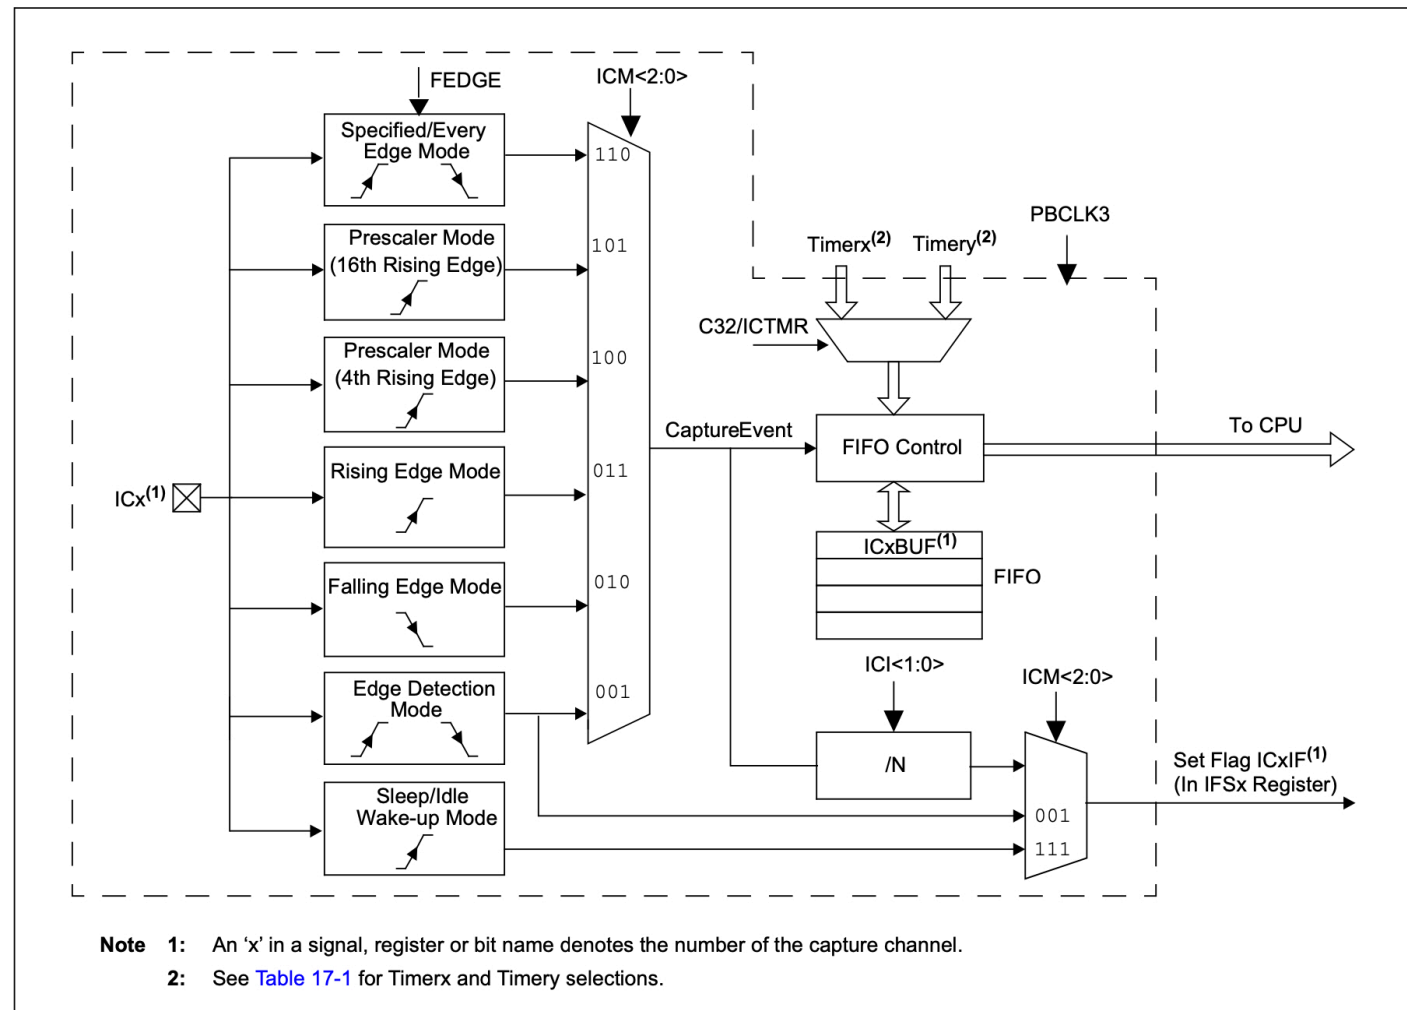 FEDGE
ICM<2:0>
Specified/Every
Edge Mode
110
Prescaler Mode
(16th Rising Edge)
101
PBCLK3
Timerx(2)
Timery(2)
C32/ICTMR
Prescaler Mode
(4th Rising Edge)
100
CaptureEvent
FIFO Control
To CPU
Rising Edge Mode
011
ICx(1)
ICxBUF(1)
FIFO
Falling Edge Mode
010
ICI<1:0>
ICM<2:0>
Edge Detection
Mode
001
/N
Set Flag ICxIF(1)
(In IFSx Register)
Sleep/Idle
Wake-up Mode
001
111
Note 1: An ‘x’ in a signal, register or bit name denotes the number of the capture channel.
2: See Table 17-1 for Timerx and Timery selections.